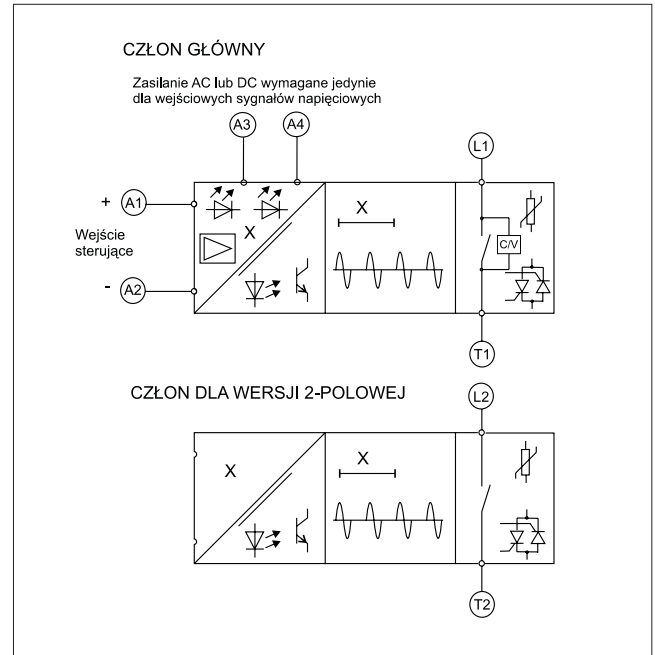 CZŁON GŁÓWNY
Zasilanie AC lub DC wymagane jedynie
dla wejściowych sygnałów napięciowych
A3 A4
L1
+ A1
X
X
C/V
Wejście
sterujące
- A2
T1
CZŁON DLA WERSJI 2-POLOWEJ
L2
X
X
T2